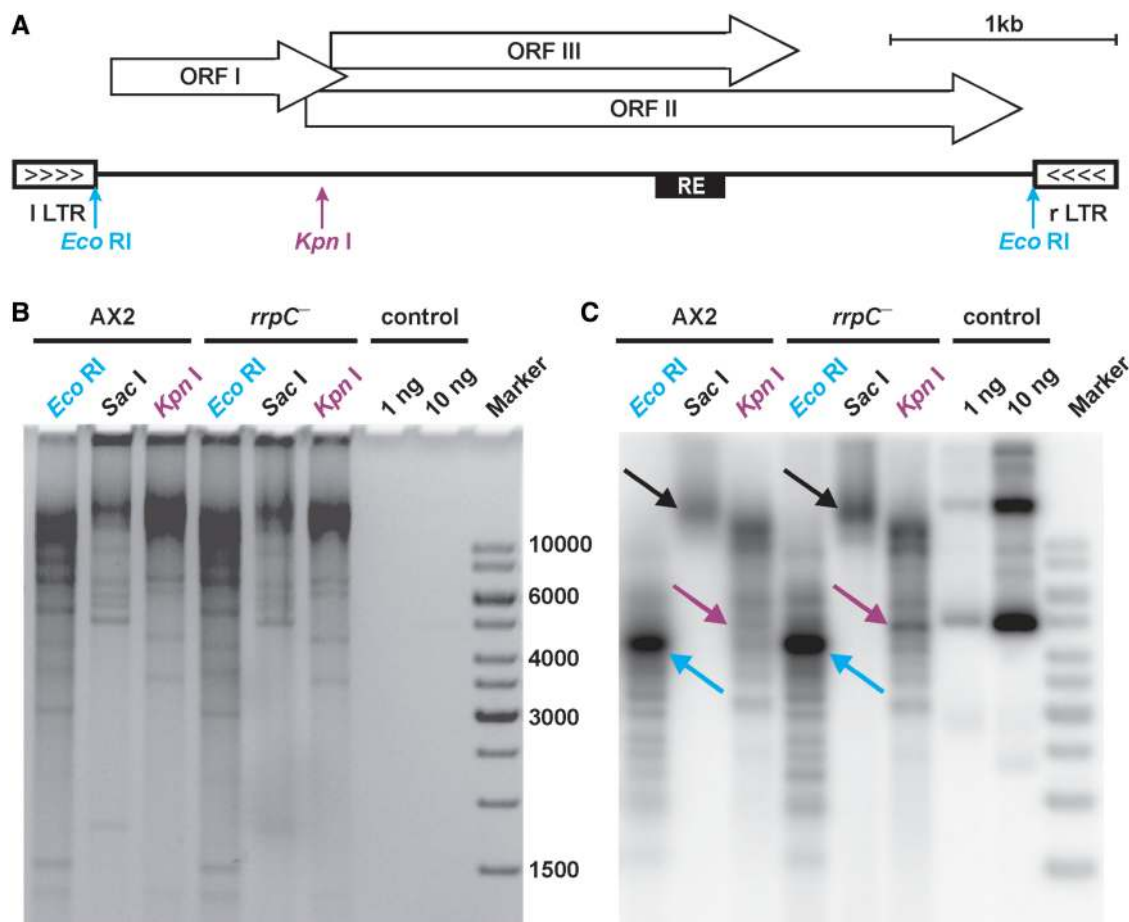 A
1kb
ORF III
ORF I
ORF II
>>>> RE <<<<
l LTR r LTR
Eco RI Kpn I Eco RI
B
AX2 rrpC– control
Eco RI Sac I Kpn I Eco RI Sac I Kpn I 1 ng 10 ng Marker
10000
6000
4000
3000
1500
C
AX2 rrpC– control
Eco RI Sac I Kpn I Eco RI Sac I Kpn I 1 ng 10 ng Marker